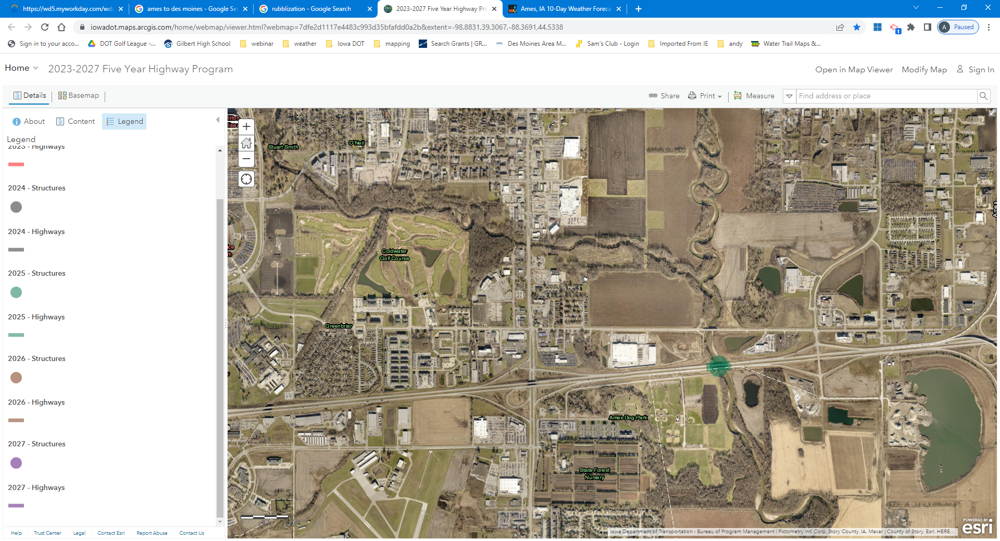 https://wd5.myworkday.com/wda
ames to des moines - Google Se
rubblization - Google Search
2023-2027 Five Year Highway Pro
Ames, IA 10-Day Weather Foreca
iowadot.maps.arcgis.com/home/webmap/viewer.html?webmap=7dfe2d1117e4483c993d35bfafdd0a2b&extent=-98.8831,39.3067,-88.3691,44.5338
1
A Paused
Sign in to your acco...
DOT Golf League -...
Gilbert High School
webinar
weather
Iowa DOT
mapping
Search Grants | GR...
Des Moines Area M...
Sam's Club - Login
Imported From IE
andy
Water Trail Maps &...
Home
2023-2027 Five Year Highway Program
Open in Map Viewer
Modify Map
Sign In
Details
Basemap
Share
Print
Measure
Find address or place
About
Content
Legend
Legend
2023 - Highways
2024 - Structures
2024 - Highways
2025 - Structures
2025 - Highways
2026 - Structures
2026 - Highways
2027 - Structures
2027 - Highways
Help
Trust Center
Legal
Contact Esri
Report Abuse
Contact Us
Hilton
Stuart Smith
O'Neil
Ames
Coldwater
Golf Course
Greenbriar
Ames Dog Park
State Forest
Nursery
POWERED BY
esri
Iowa Department of Transportation - Bureau of Program Management | Pictometry Intl Corp, Story County, IA, Maxar | County of Story, Esri, HERE...